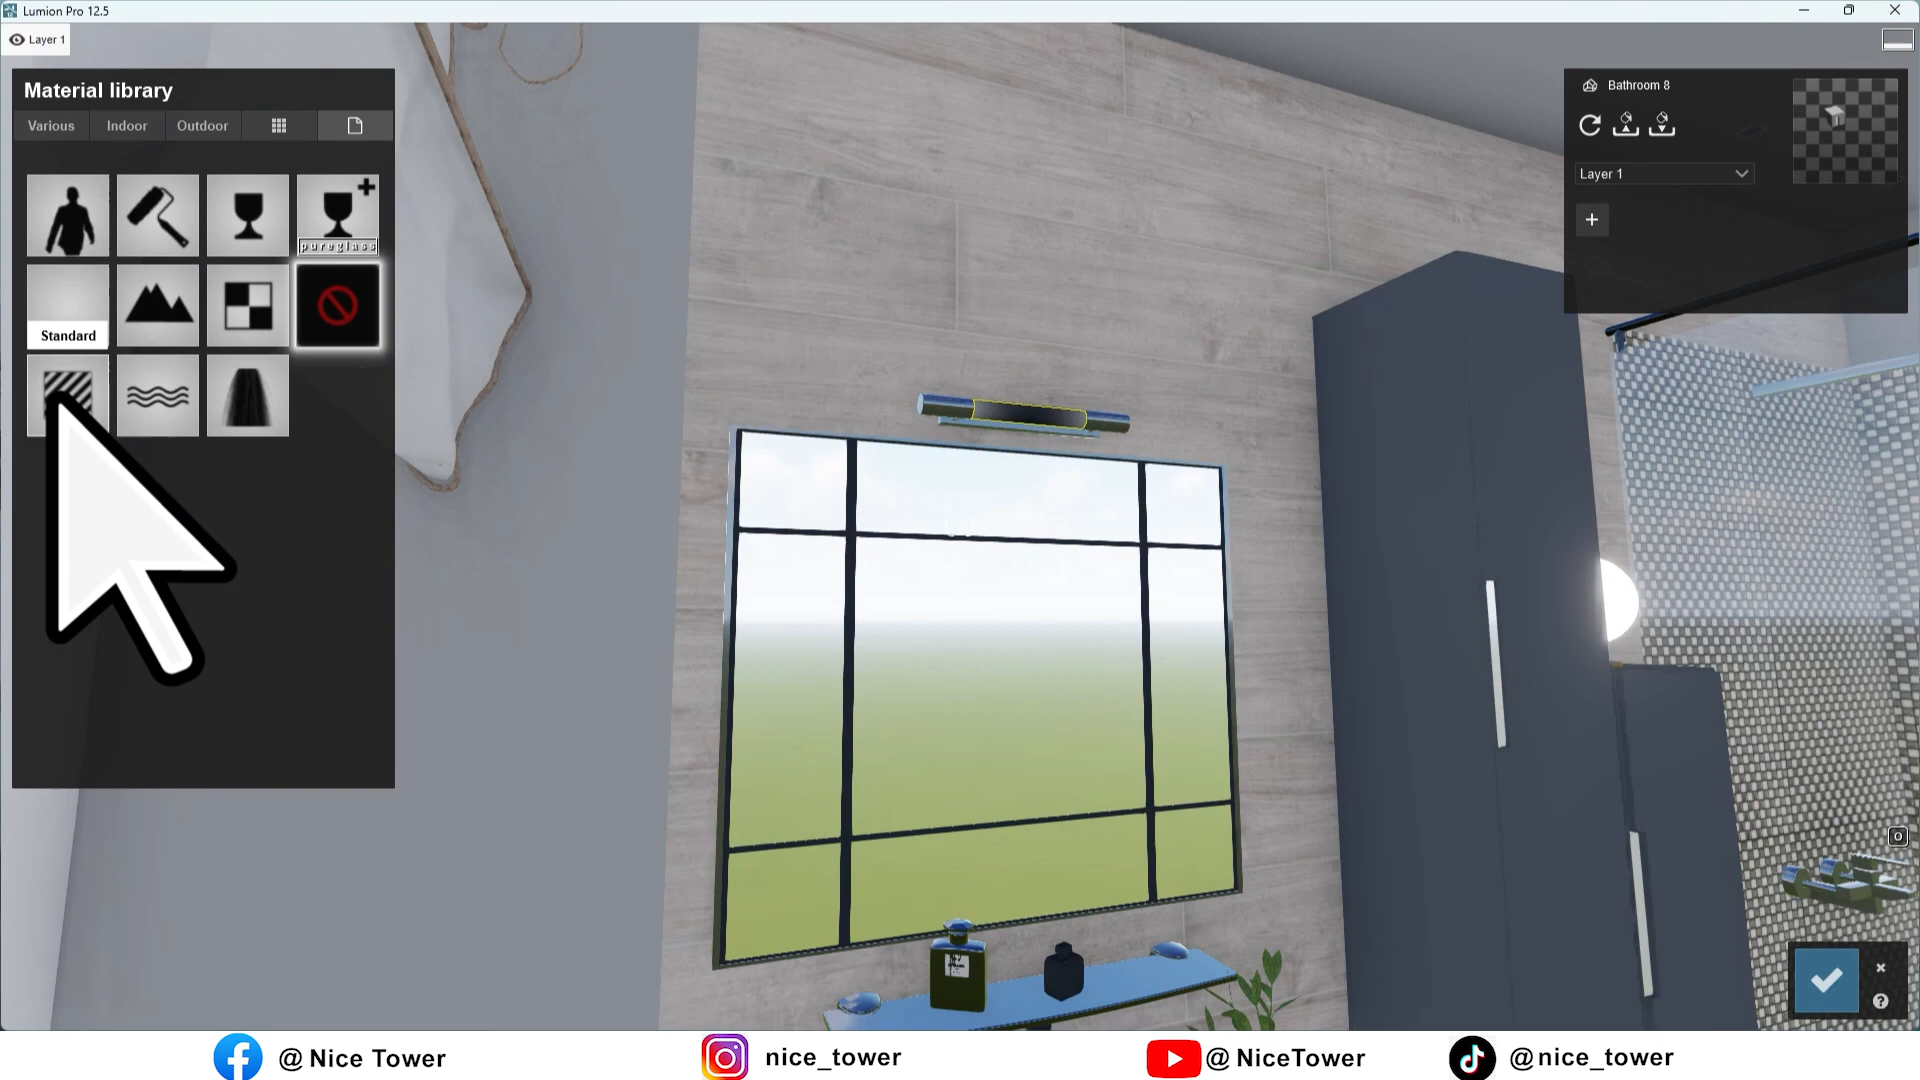 Lumion Pro 12.5
Layer 1
Material library
Various
Indoor
Outdoor
pureglass
Standard
Bathroom 8
Layer 1
@ Nice Tower
nice_tower
@ NiceTower
@nice_tower